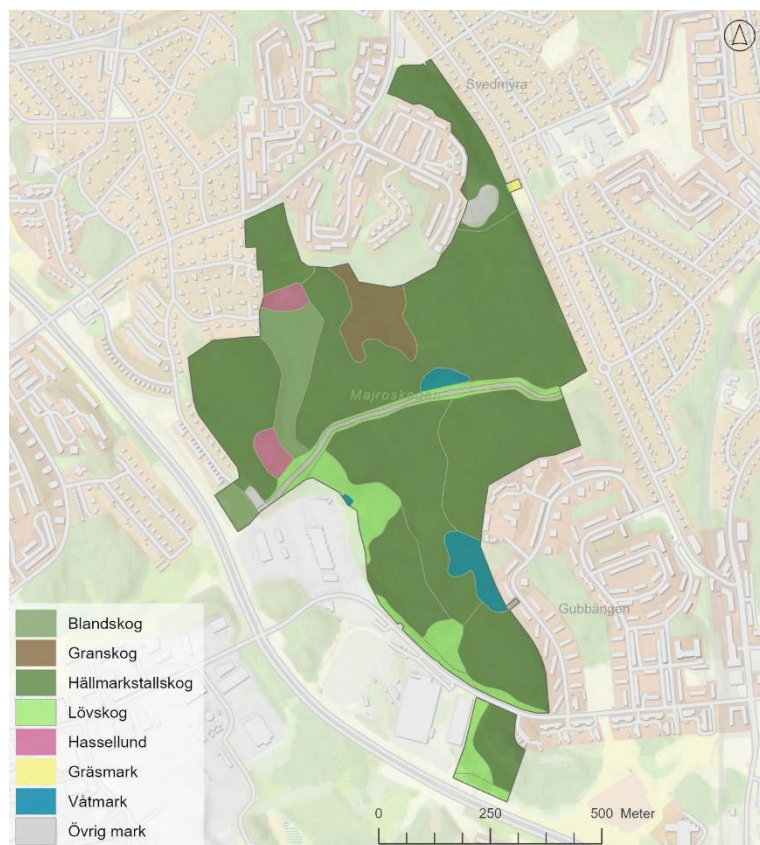 Svedmyra
Majroskogen
Gubbängen
Blandskog
Granskog
Hällmarkstallskog
Lövskog
Hassellund
Gräsmark
Våtmark
Övrig mark
0 250 500 Meter